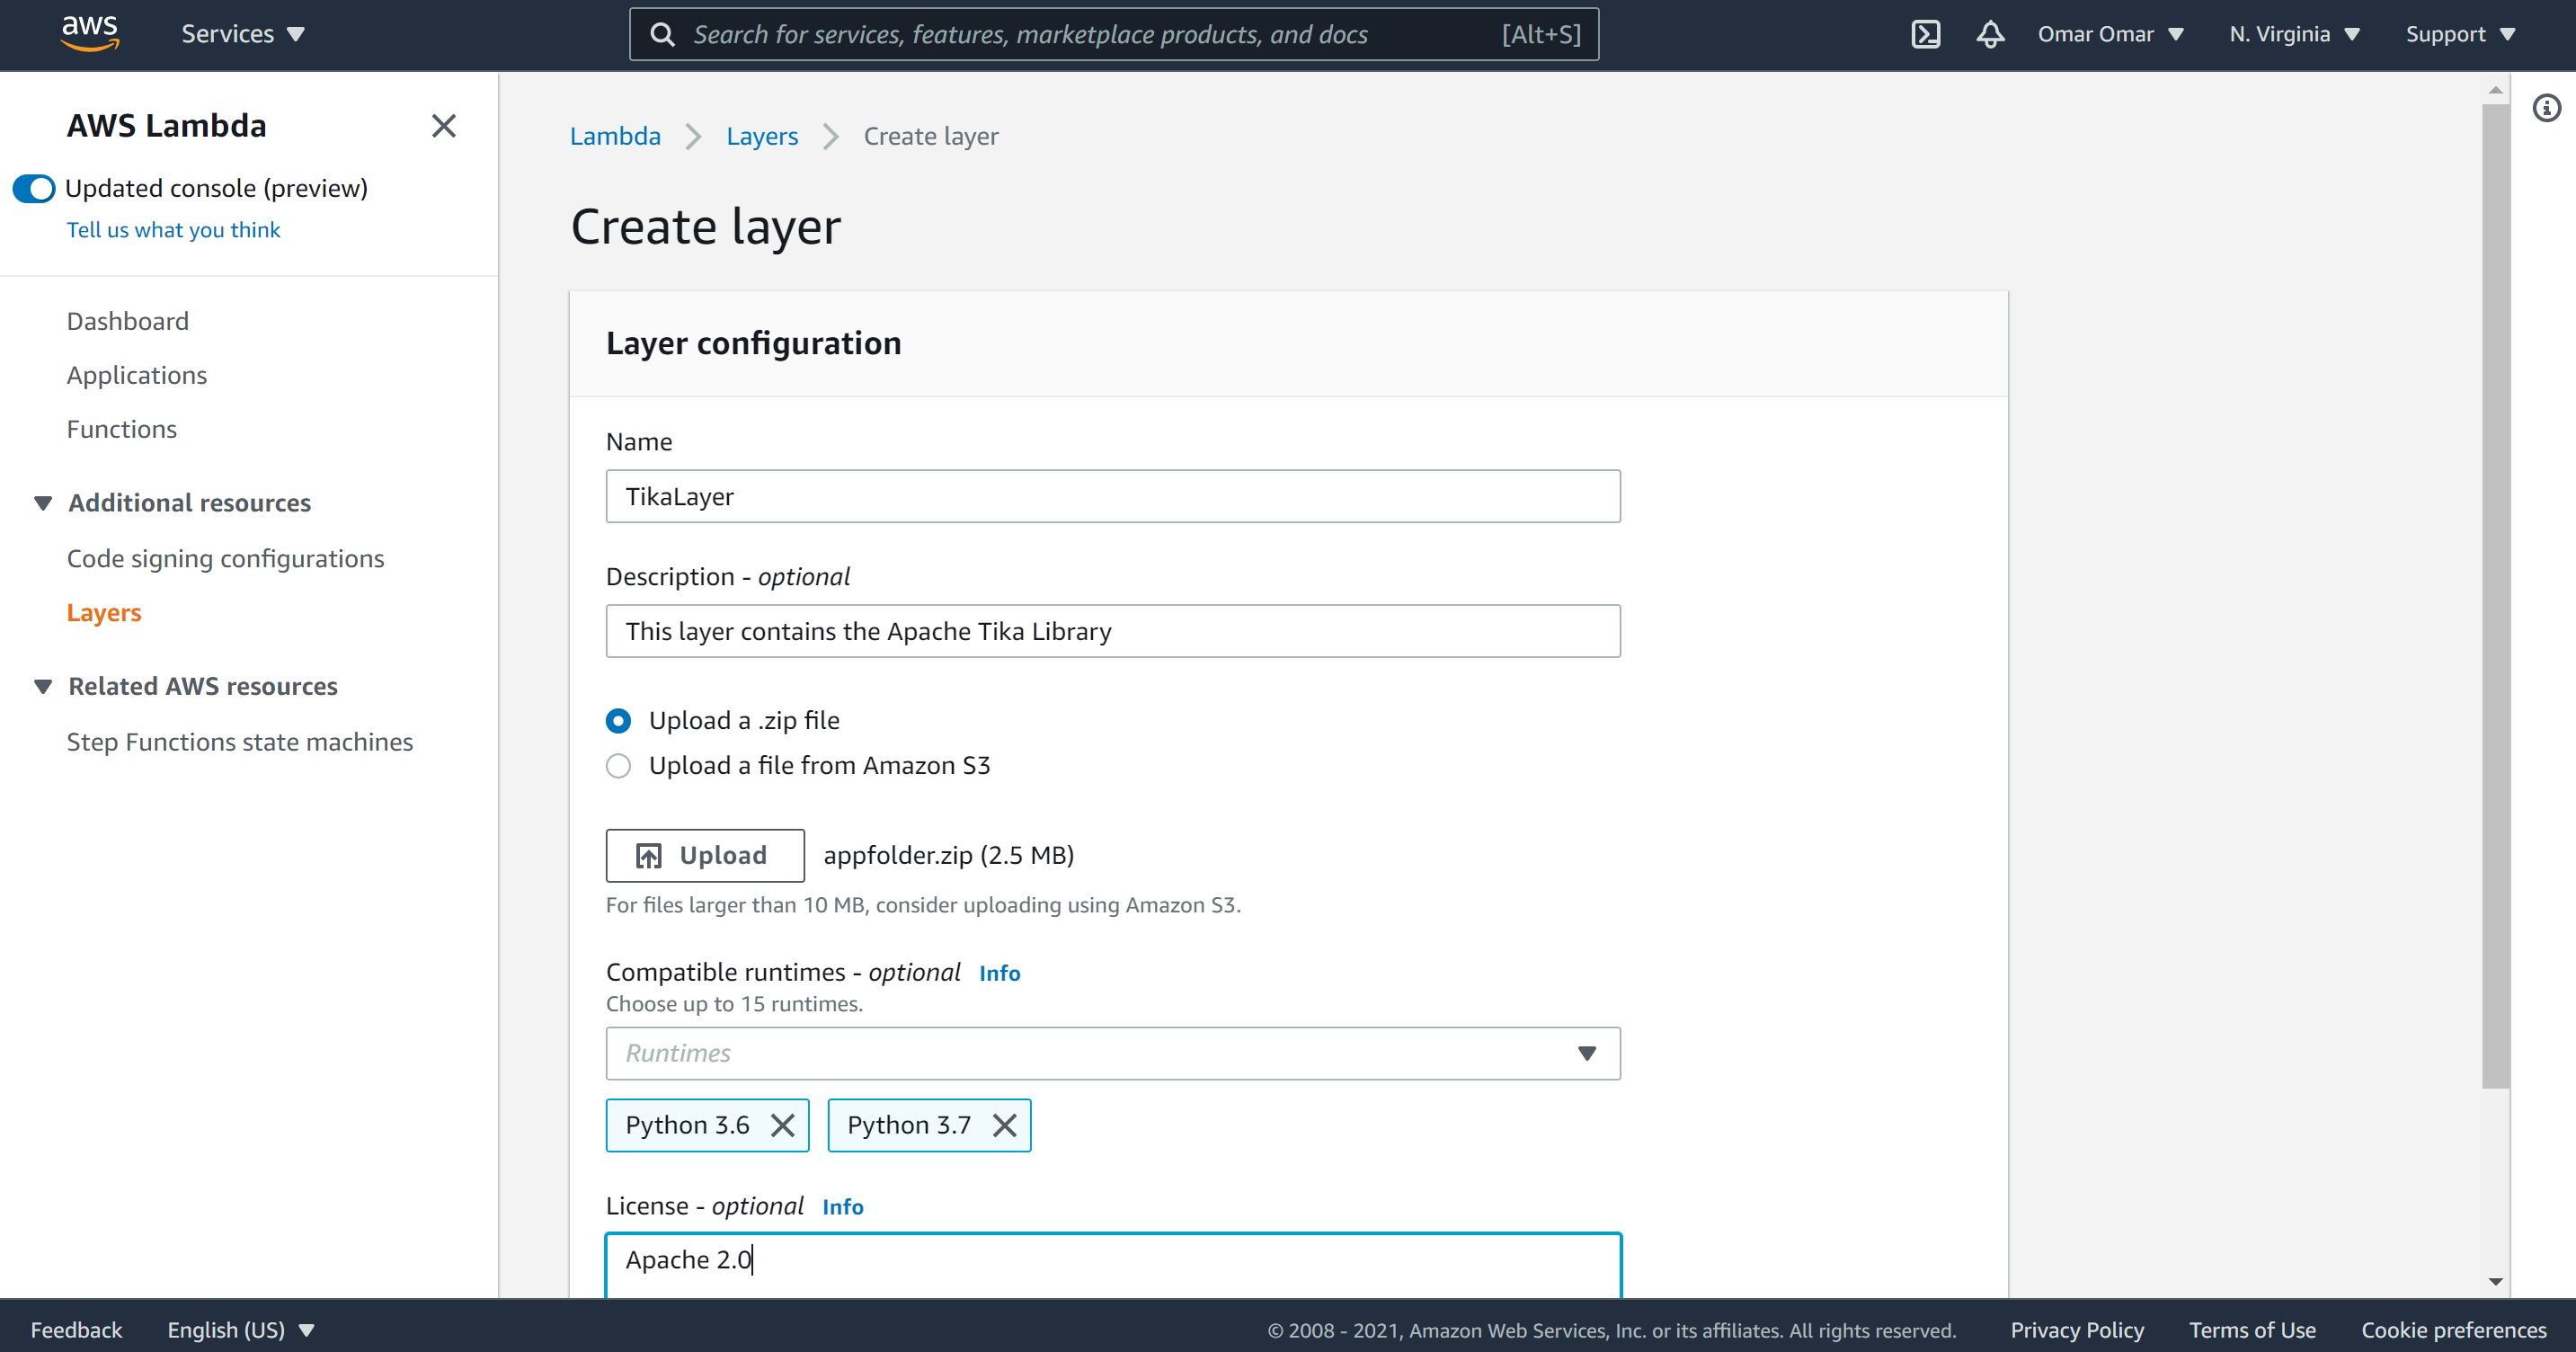 aws
Services
Search for services, features, marketplace products, and docs
[Alt+S]
Omar Omar
N. Virginia
Support
AWS Lambda
Updated console (preview)
Tell us what you think
Dashboard
Applications
Functions
Additional resources
Code signing configurations
Layers
Related AWS resources
Step Functions state machines
Lambda
Layers
Create layer
Create layer
Layer configuration
Name
TikaLayer
Description - optional
This layer contains the Apache Tika Library
Upload a .zip file
Upload a file from Amazon S3
Upload
appfolder.zip (2.5 MB)
For files larger than 10 MB, consider uploading using Amazon S3.
Compatible runtimes - optional Info
Choose up to 15 runtimes.
Runtimes
Python 3.6
Python 3.7
License - optional Info
Apache 2.0
Feedback
English (US)
© 2008 - 2021, Amazon Web Services, Inc. or its affiliates. All rights reserved.
Privacy Policy
Terms of Use
Cookie preferences